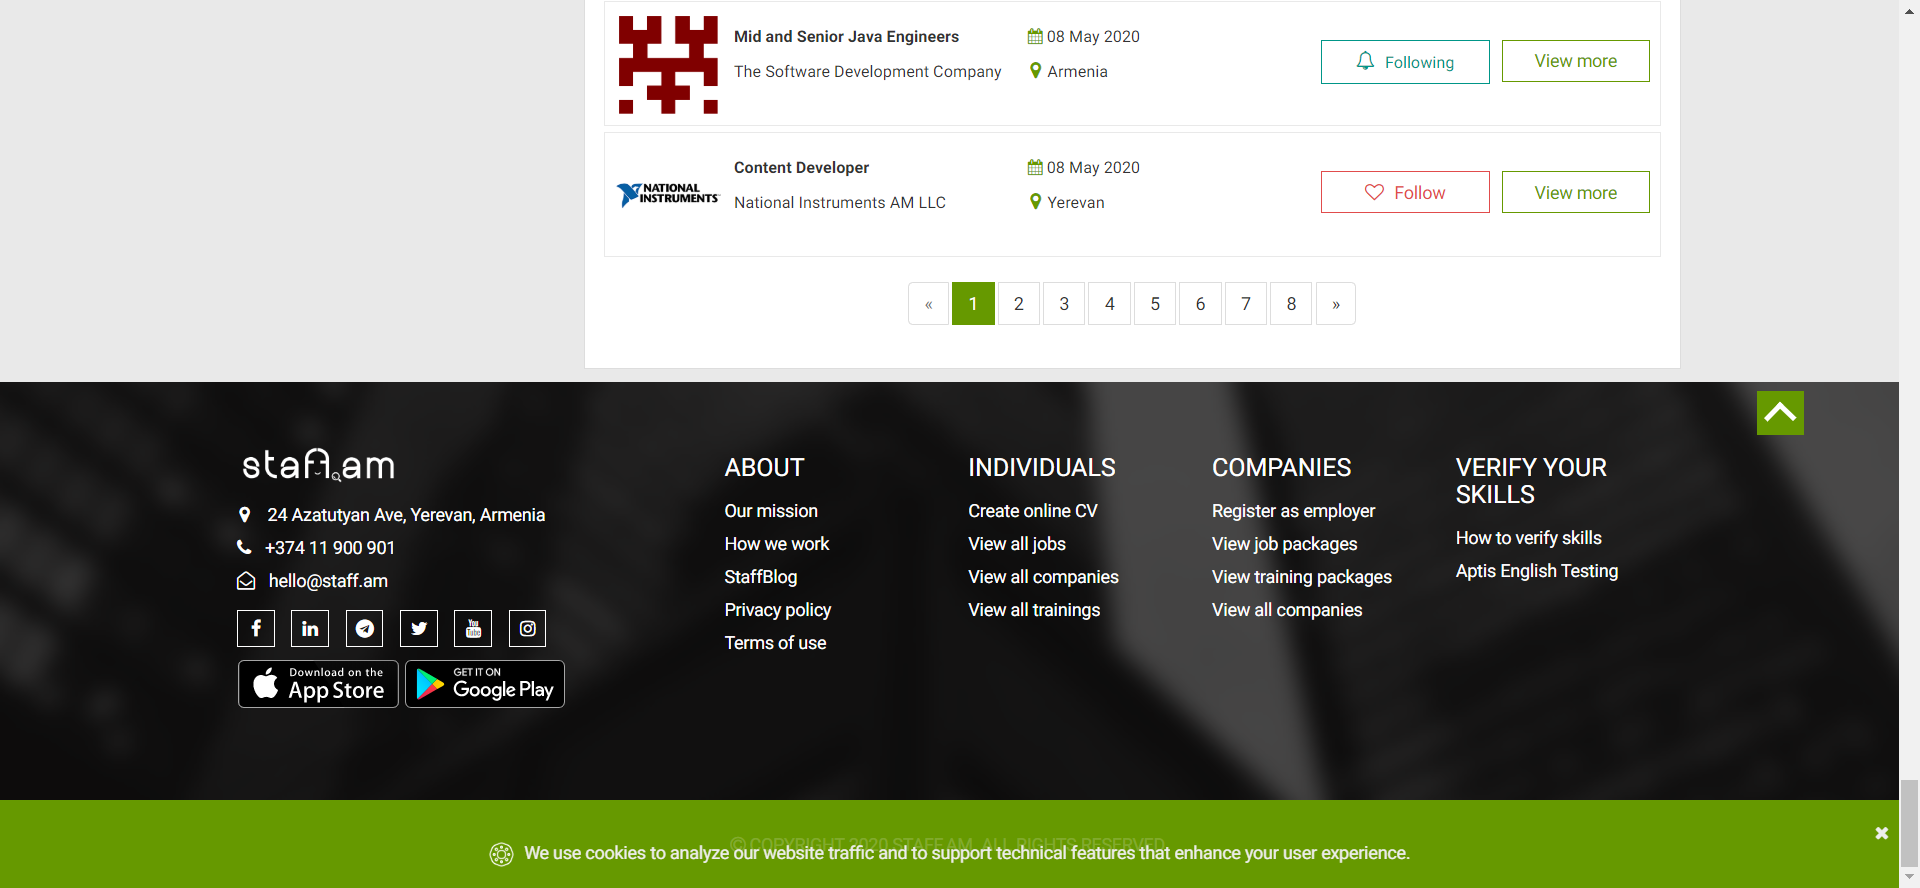 Mid and Senior Java Engineers
08 May 2020
The Software Development Company
Armenia
Following
View more
NATIONAL INSTRUMENTS
Content Developer
08 May 2020
National Instruments AM LLC
Yerevan
Follow
View more
« 1 2 3 4 5 6 7 8 »
staff.am
24 Azatutyan Ave, Yerevan, Armenia
+374 11 900 901
hello@staff.am
You Tube
Download on the
App Store
GET IT ON
Google Play
ABOUT
Our mission
How we work
StaffBlog
Privacy policy
Terms of use
INDIVIDUALS
Create online CV
View all jobs
View all companies
View all trainings
COMPANIES
Register as employer
View job packages
View training packages
View all companies
VERIFY YOUR
SKILLS
How to verify skills
Aptis English Testing
© COPYRIGHT 2020 STAFF.AM. ALL RIGHTS RESERVED.
We use cookies to analyze our website traffic and to support technical features that enhance your user experience.